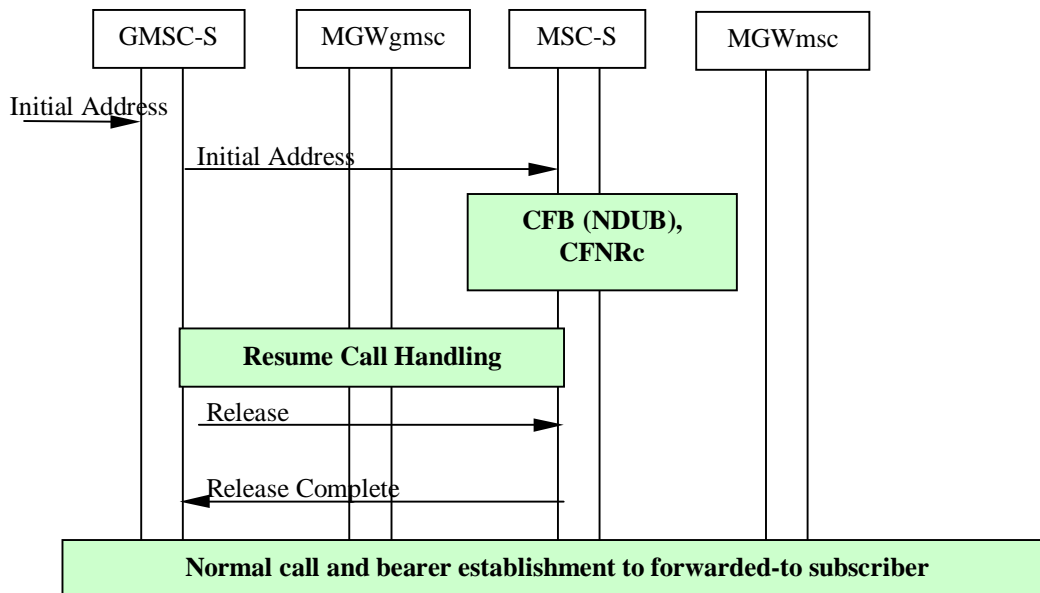 GMSC-S
MGWgmsc
MSC-S
MGWmsc
Initial Address
Initial Address
CFB (NDUB),
CFNRc
Resume Call Handling
Release
Release Complete
Normal call and bearer establishment to forwarded-to subscriber